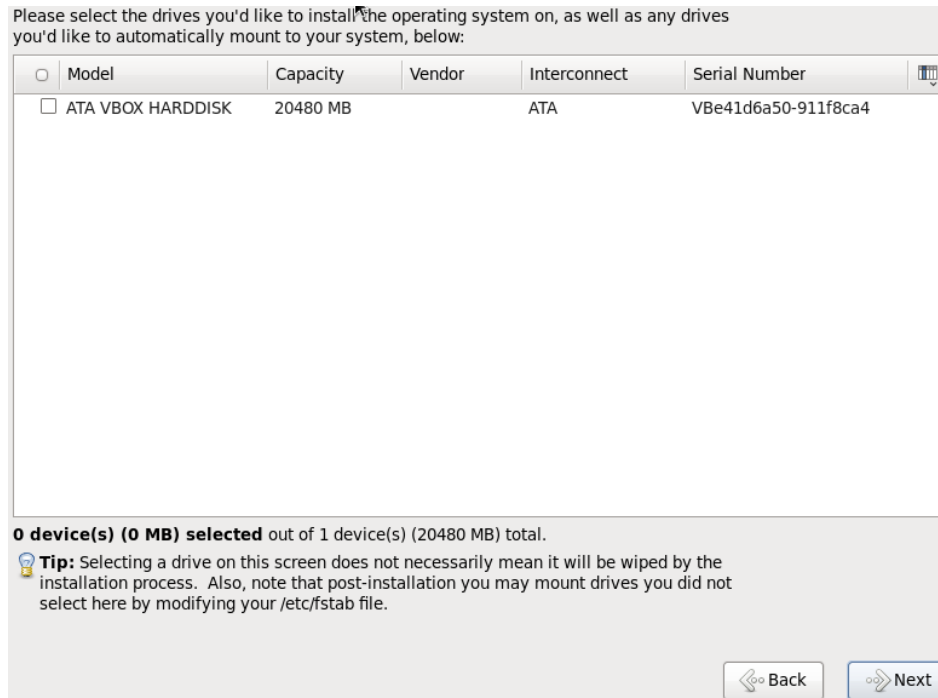 Please select the drives you'd like to install the operating system on, as well as any drives
you'd like to automatically mount to your system, below:
Model Capacity Vendor Interconnect Serial Number
ATA VBOX HARDDISK 20480 MB ATA VBe41d6a50-911f8ca4
0 device(s) (0 MB) selected out of 1 device(s) (20480 MB) total.
Tip: Selecting a drive on this screen does not necessarily mean it will be wiped by the
installation process.  Also, note that post-installation you may mount drives you did not
select here by modifying your /etc/fstab file.
Back Next